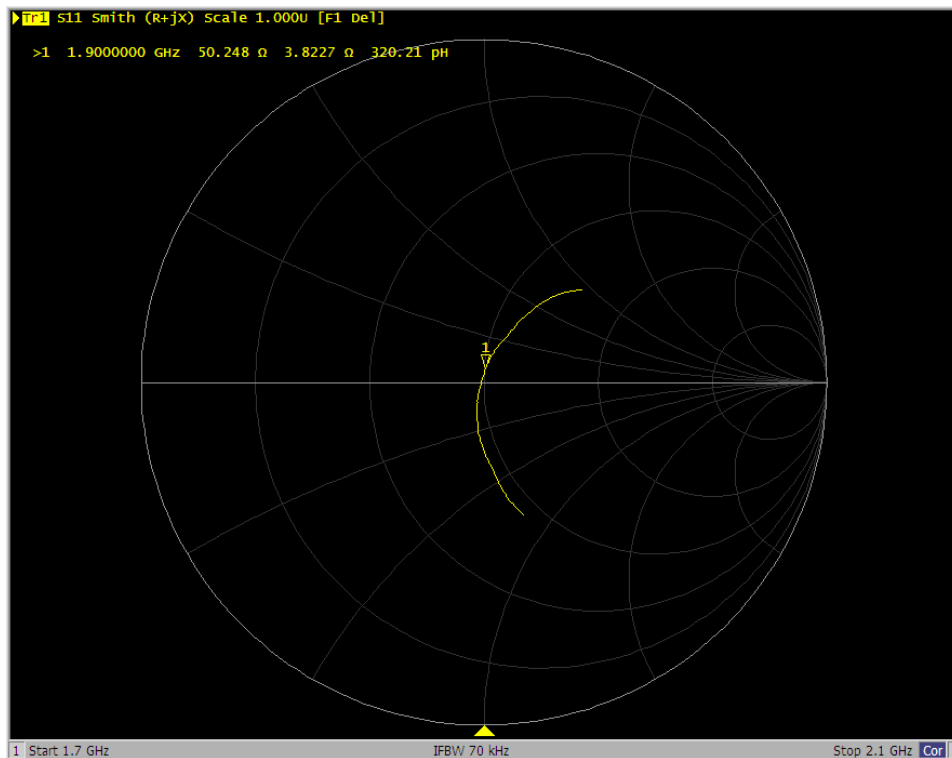 Tr1 S11 Smith (R+jX) Scale 1.000U [F1 Del]
>1 1.9000000 GHz 50.248 Ω 3.8227 Ω 320.21 pH
1
1 Start 1.7 GHz IFBW 70 kHz Stop 2.1 GHz Cor